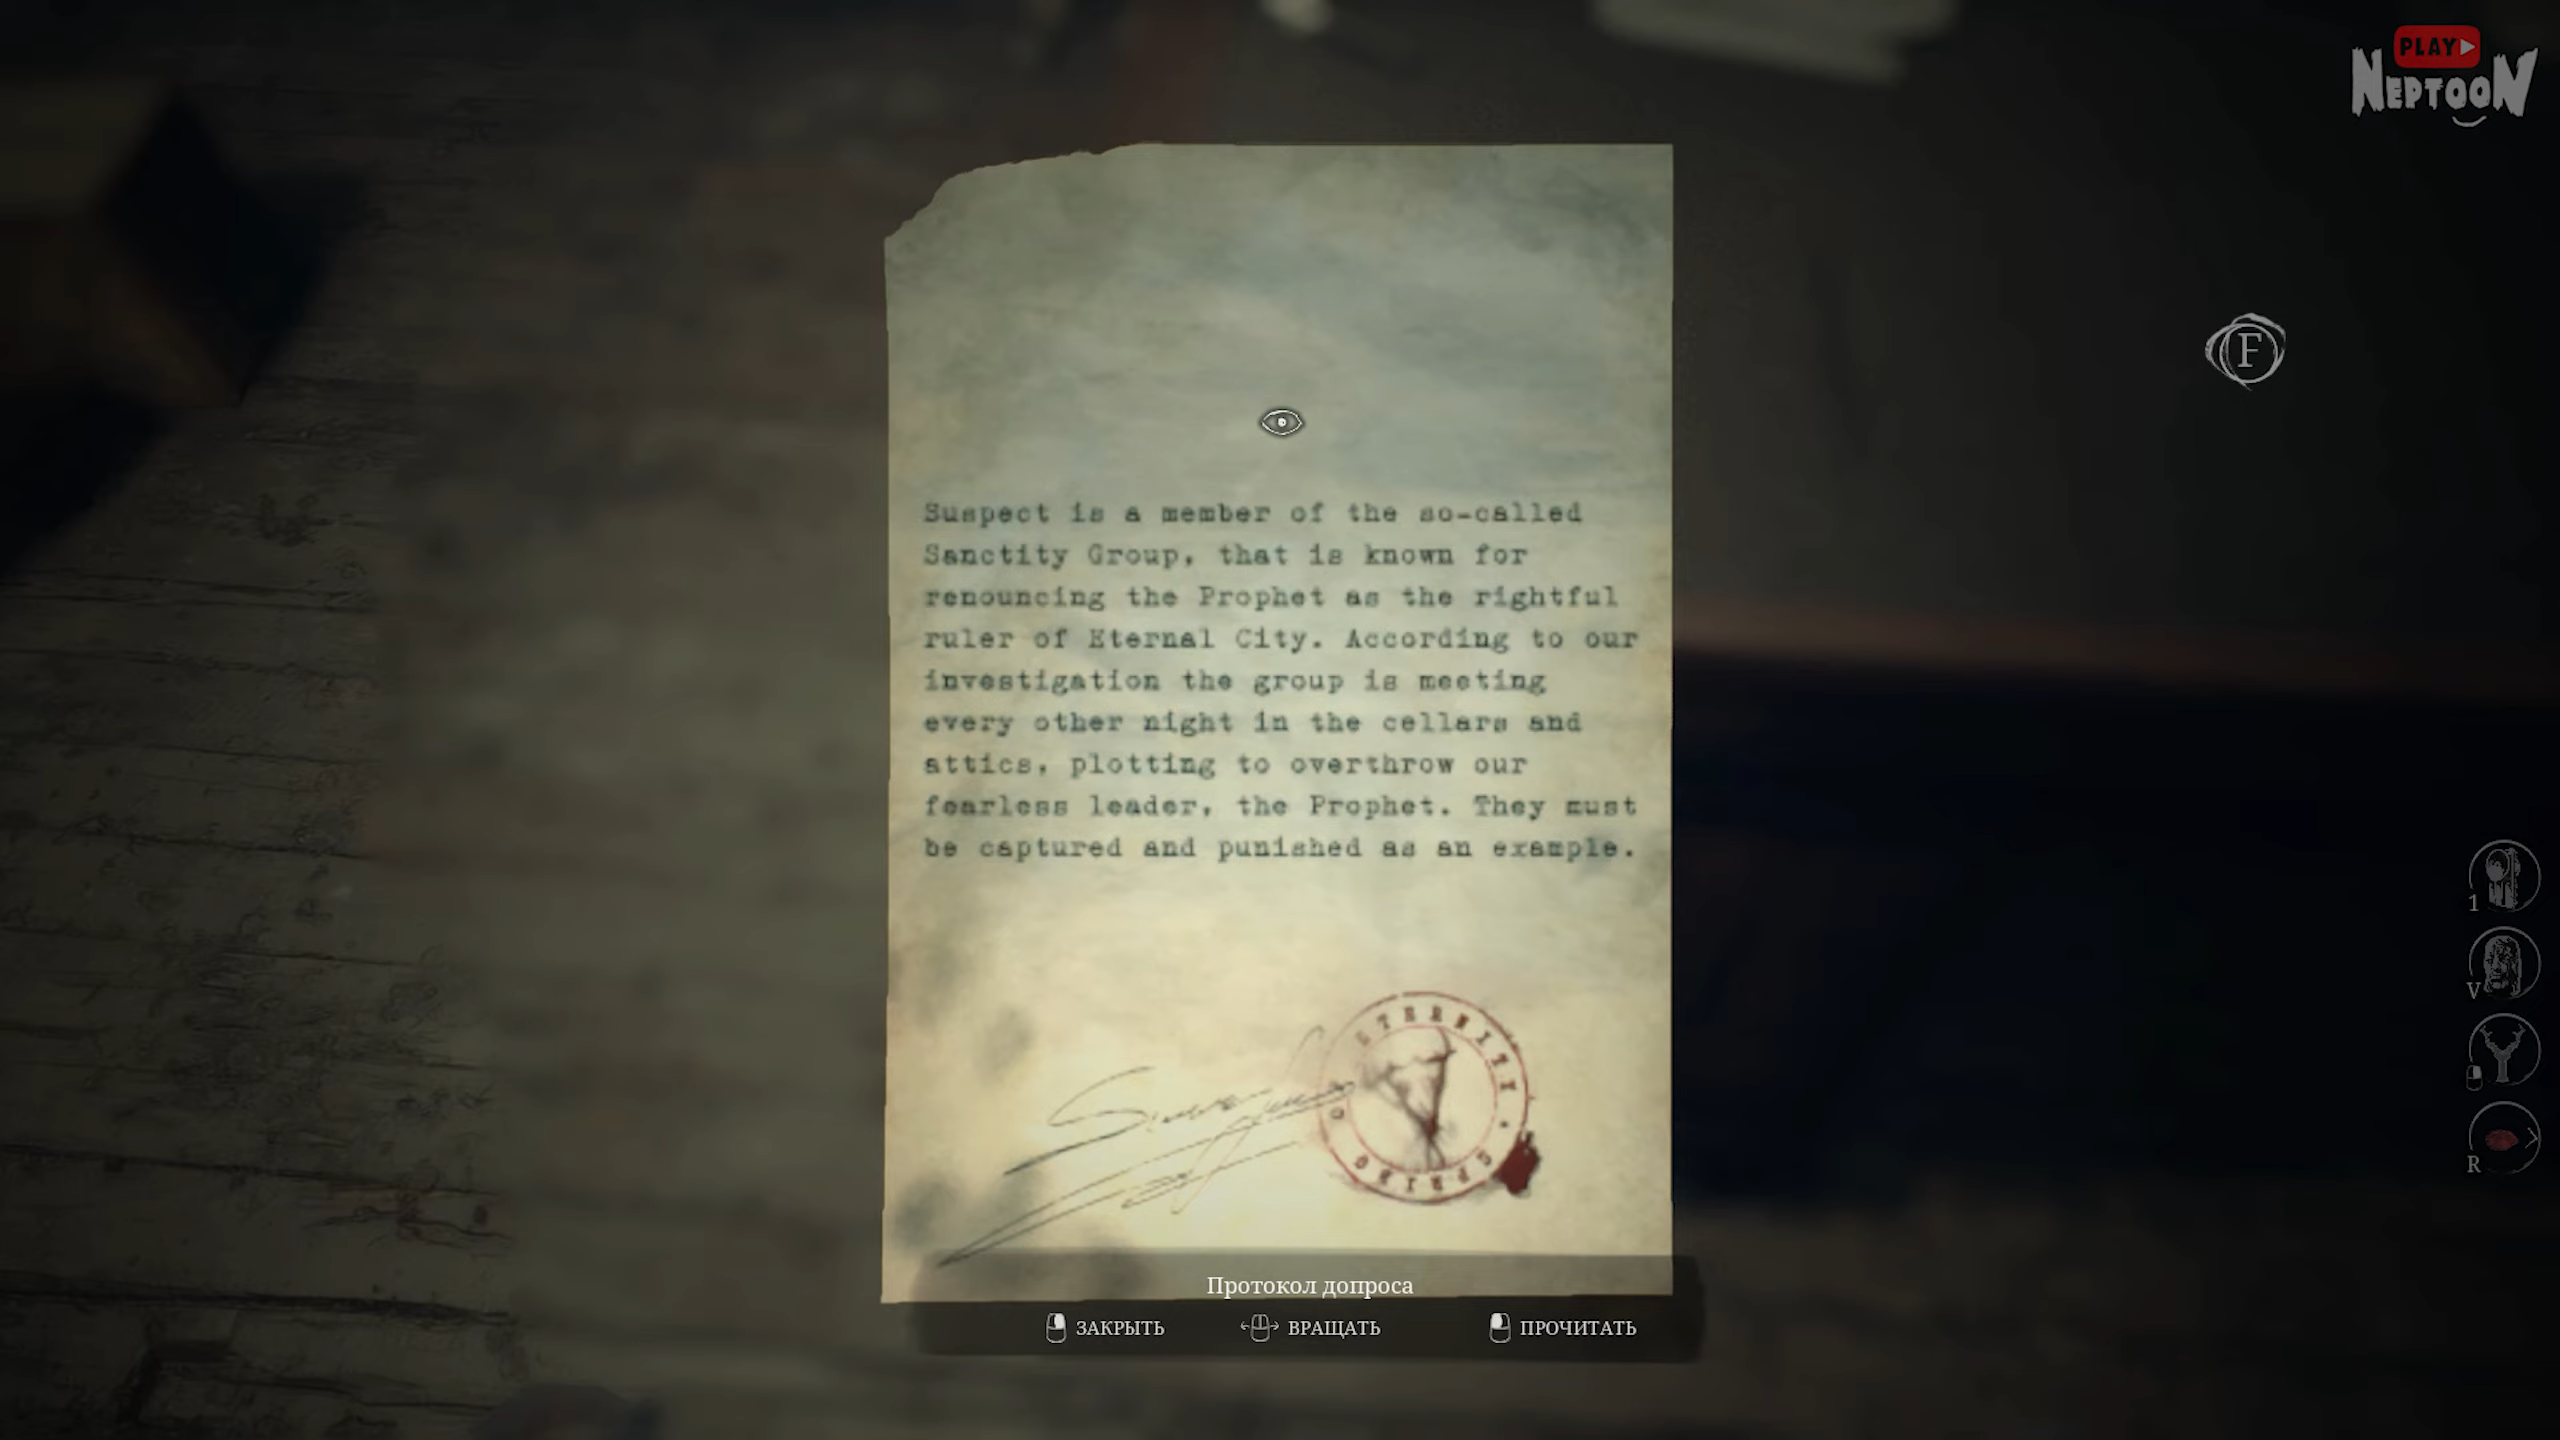 PLAY
NEPTOON
F
Suspect is a member of the so-called
Sanctity Group, that is known for
renouncing the Prophet as the rightful
ruler of Eternal City. According to our
investigation the group is meeting
every other night in the cellars and
attics, plotting to overthrow our
fearless leader, the Prophet. They must
be captured and punished as an example.
1
V
R
Протокол допроса
ЗАКРЫТЬ ВРАЩАТЬ ПРОЧИТАТЬ